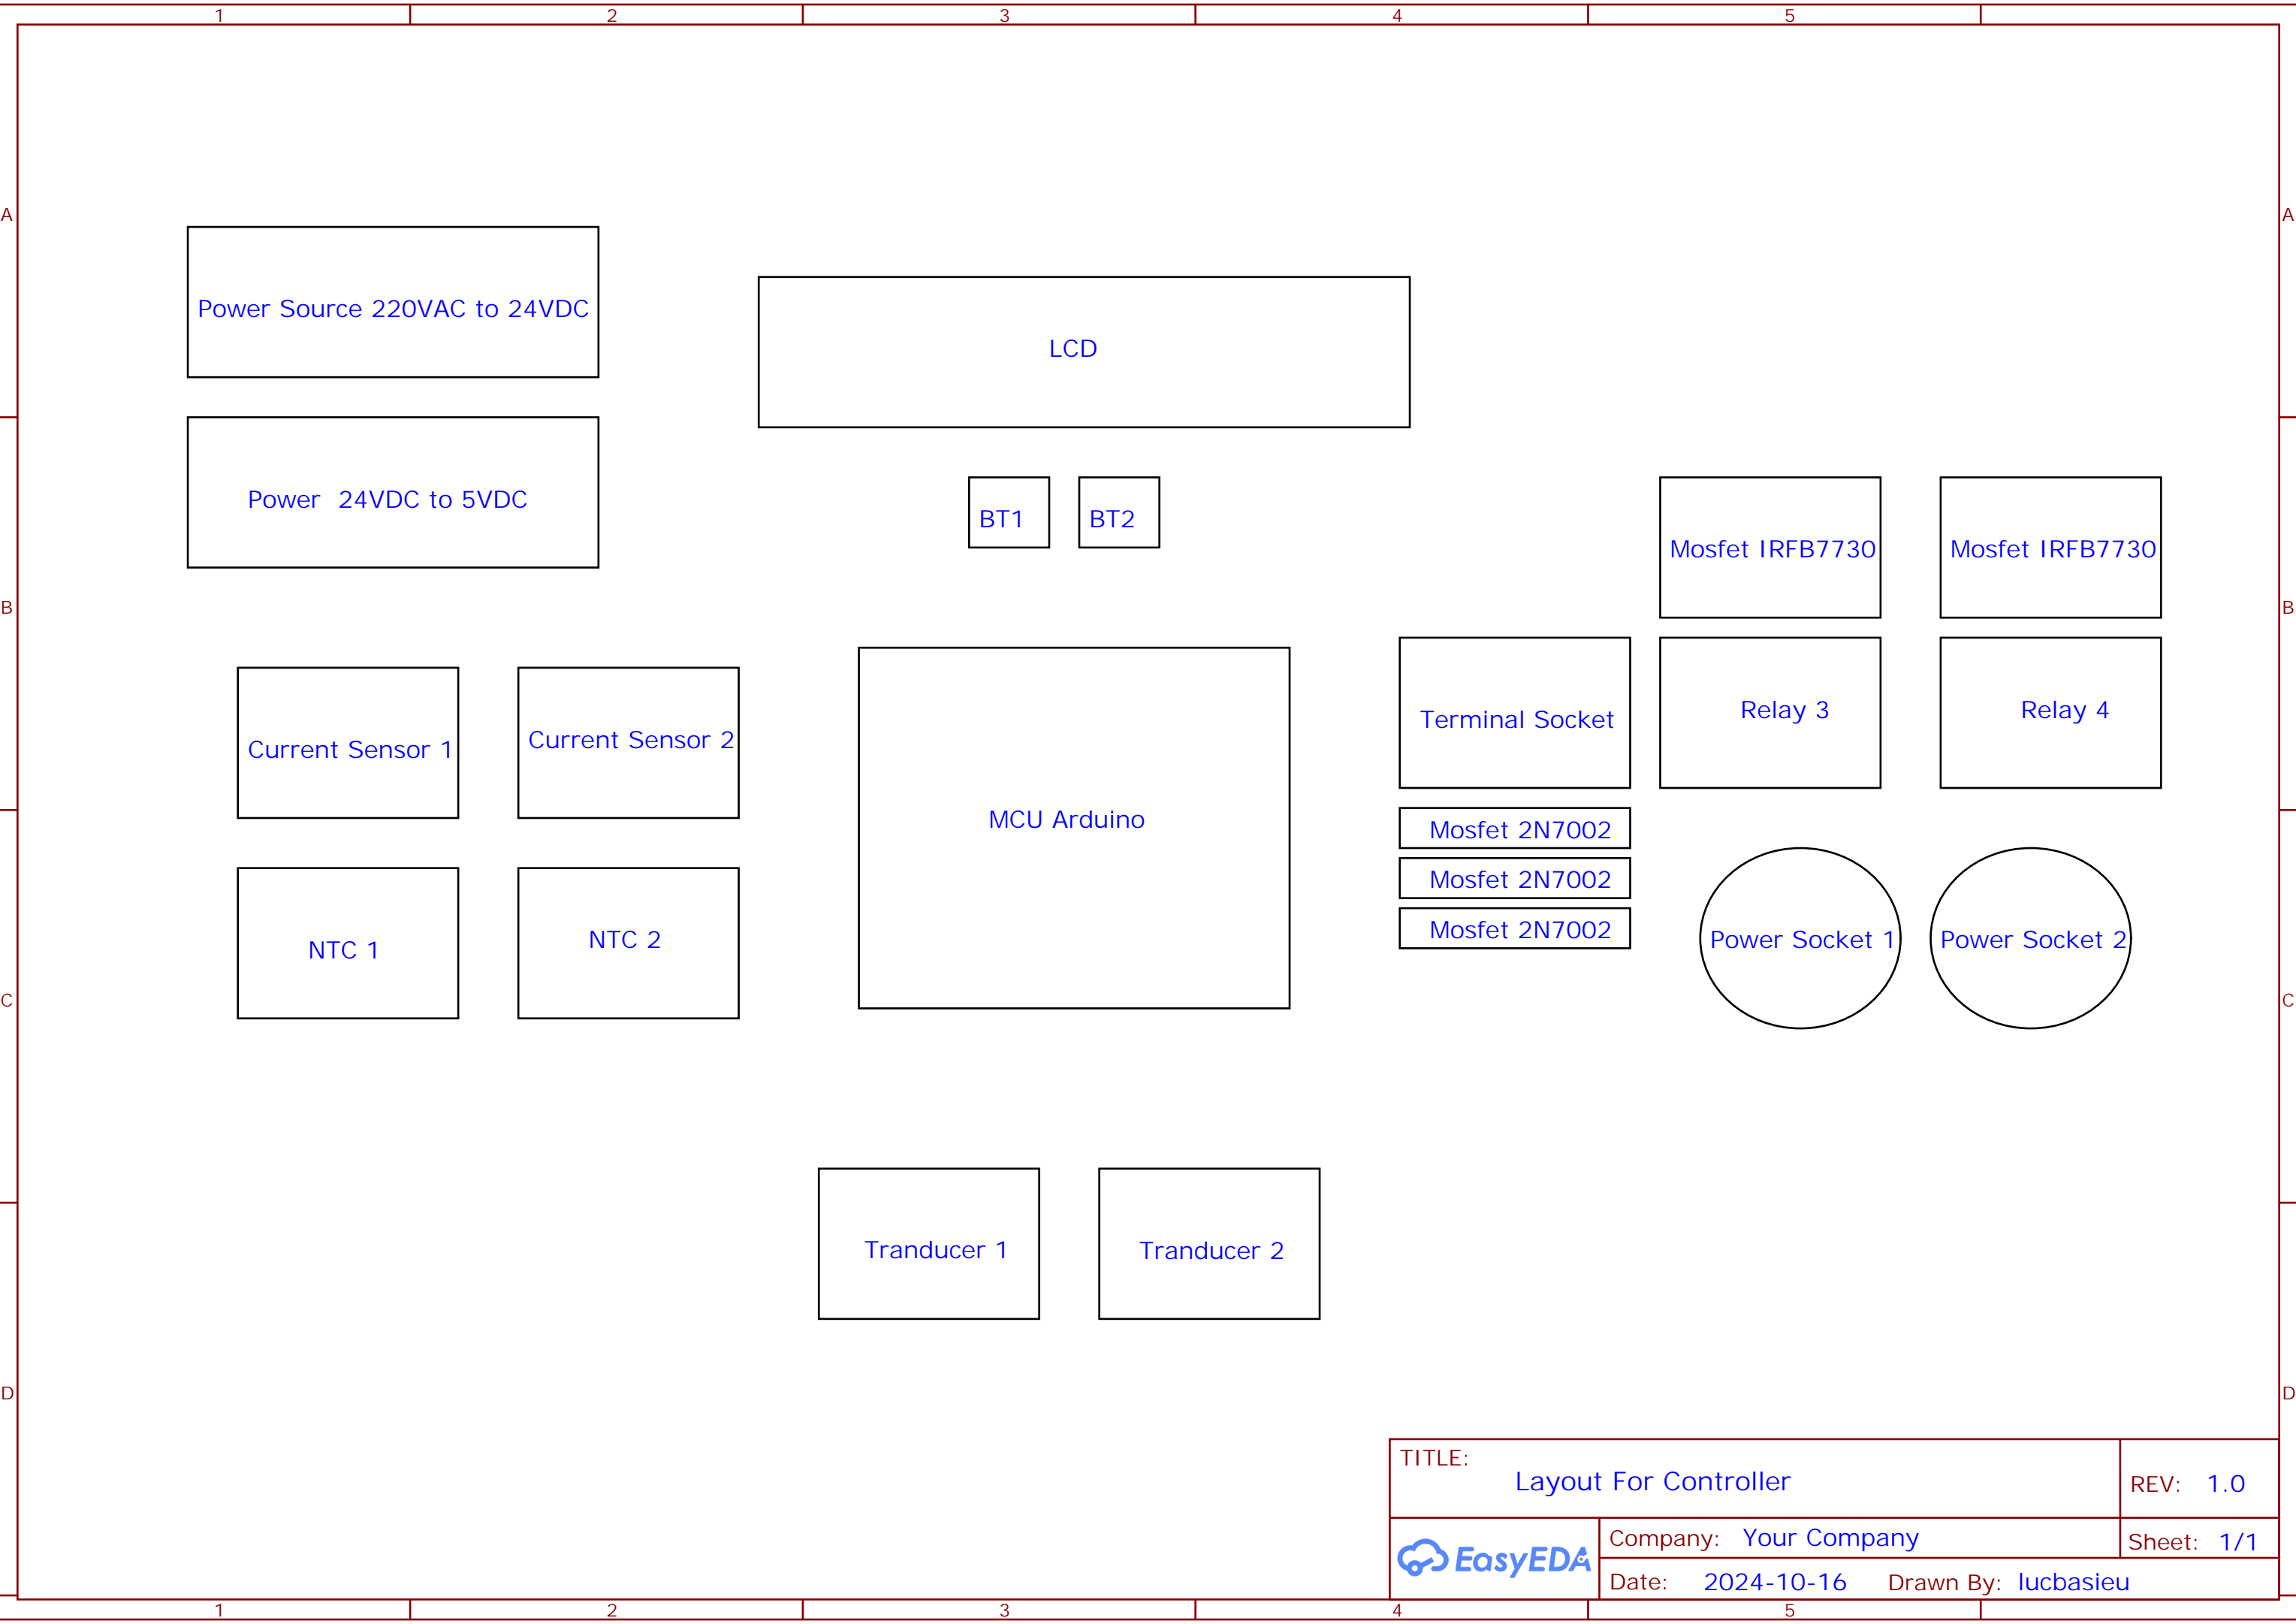 1 2 3 4 5
A A
Power Source 220VAC to 24VDC
LCD
Power  24VDC to 5VDC
BT1 BT2
Mosfet IRFB7730 Mosfet IRFB7730
B B
Current Sensor 1 Current Sensor 2
Terminal Socket Relay 3 Relay 4
MCU Arduino
Mosfet 2N7002
Mosfet 2N7002
Mosfet 2N7002
NTC 1 NTC 2
Power Socket 1 Power Socket 2
C C
Tranducer 1 Tranducer 2
D D
TITLE:
Layout For Controller
REV: 1.0
EasyEDA
Company: Your Company
Sheet: 1/1
Date: 2024-10-16 Drawn By: lucbasieu
1 2 3 4 5